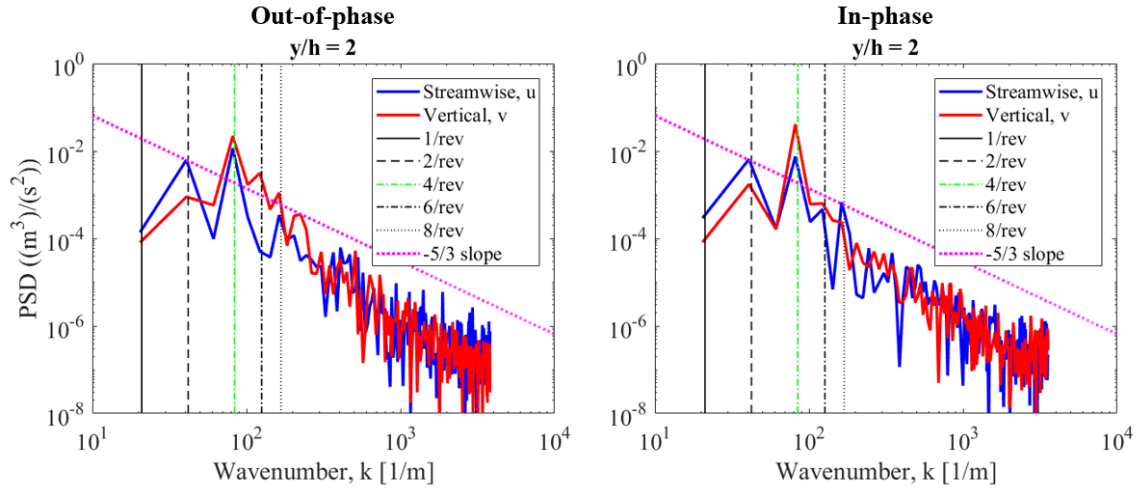 Out-of-phase
y/h = 2
10^0
10^-2
10^-4
10^-6
10^-8
PSD ((m^3)/(s^2))
Streamwise, u
Vertical, v
1/rev
2/rev
4/rev
6/rev
8/rev
-5/3 slope
10^1 10^2 10^3 10^4
Wavenumber, k [1/m]
In-phase
y/h = 2
10^0
10^-2
10^-4
10^-6
10^-8
Streamwise, u
Vertical, v
1/rev
2/rev
4/rev
6/rev
8/rev
-5/3 slope
10^1 10^2 10^3 10^4
Wavenumber, k [1/m]